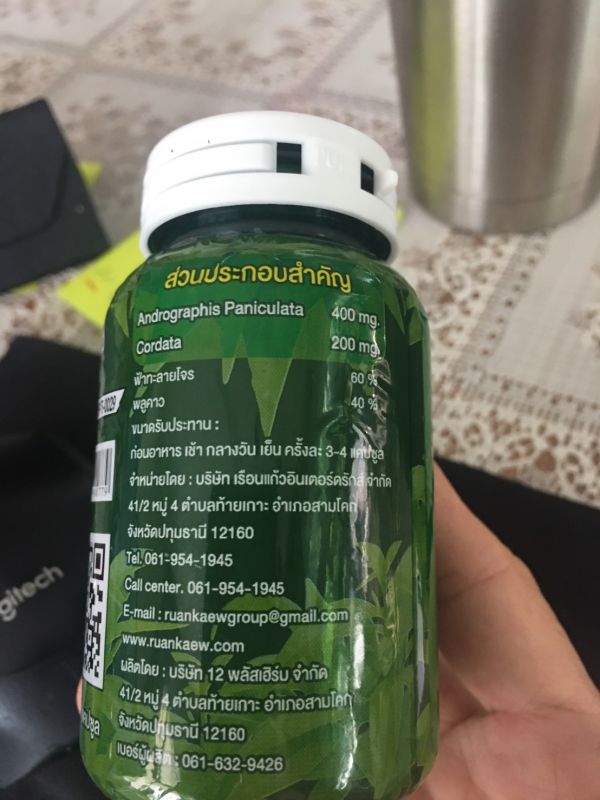 ส่วนประกอบสำคัญ
Andrographis Paniculata 400 mg.
Cordata 200 mg.
ฟ้าทะลายโจร 60 %
พลูคาว 40 %
ขนาดรับประทาน :
ก่อนอาหาร เช้า กลางวัน เย็น ครั้งละ 3-4 แคปซูล
จำหน่ายโดย : บริษัท เรือนแก้วอินเตอร์ดรักส์ จำกัด
41/2 หมู่ 4 ตำบลท้ายเกาะ อำเภอสามโคก
จังหวัดปทุมธานี 12160
Tel. 061-954-1945
Call center. 061-954-1945
E-mail : ruankaewgroup@gmail.com
www.ruankaew.com
ผลิตโดย : บริษัท 12 พลัสเฮิร์บ จำกัด
41/2 หมู่ 4 ตำบลท้ายเกาะ อำเภอสามโคก
จังหวัดปทุมธานี 12160
เบอร์ผู้ผลิต : 061-632-9426